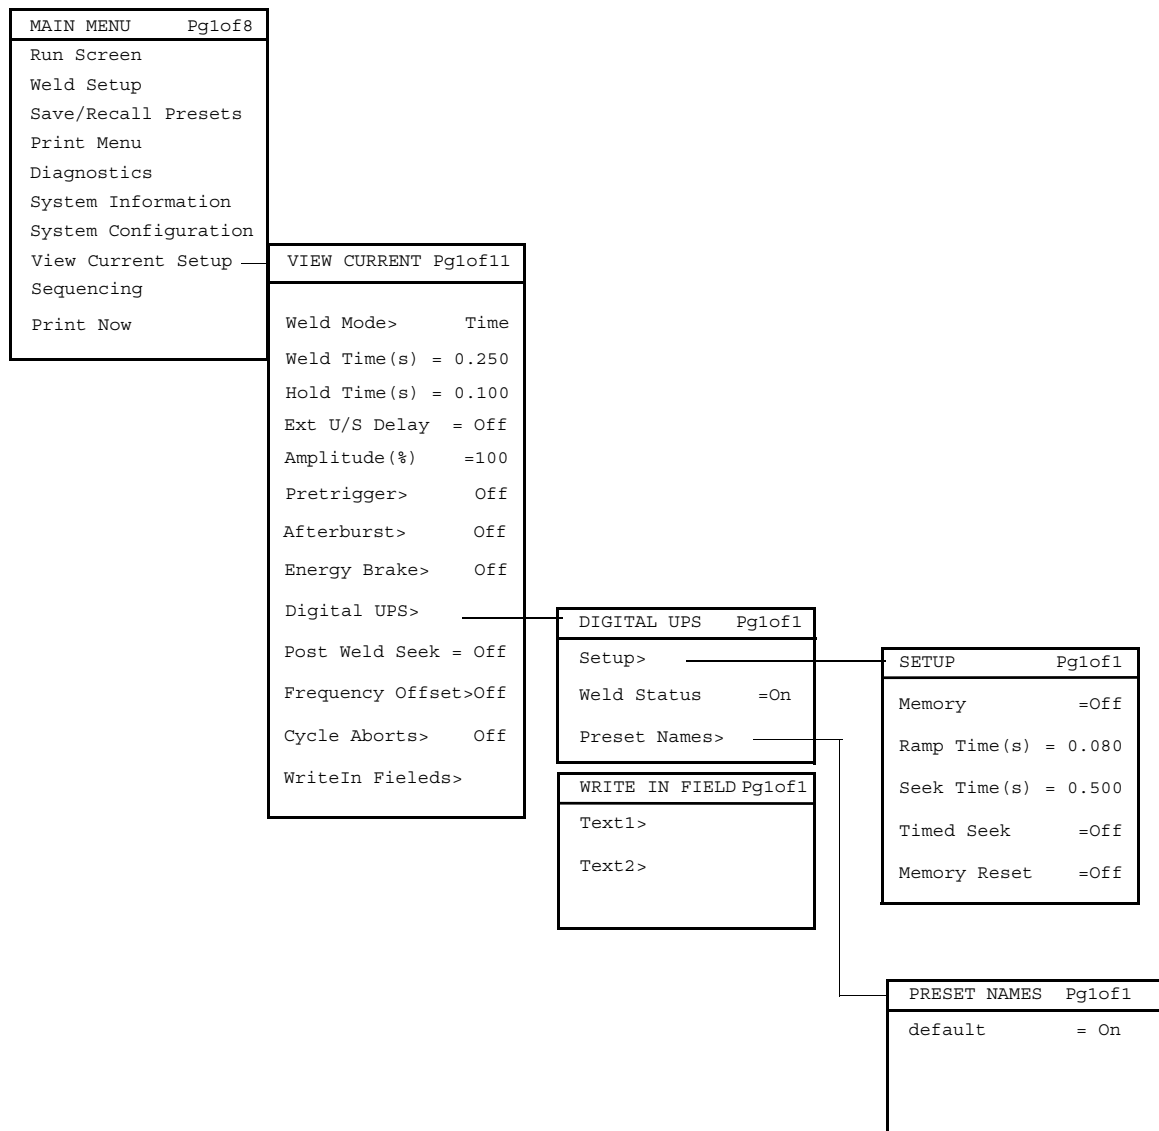 MAIN MENU Pg1of8
Run Screen
Weld Setup
Save/Recall Presets
Print Menu
Diagnostics
System Information
System Configuration
View Current Setup
Sequencing
Print Now
VIEW CURRENT Pg1of11
Weld Mode> Time
Weld Time(s) = 0.250
Hold Time(s) = 0.100
Ext U/S Delay = Off
Amplitude(%) =100
Pretrigger> Off
Afterburst> Off
Energy Brake> Off
Digital UPS>
Post Weld Seek = Off
Frequency Offset>Off
Cycle Aborts> Off
WriteIn Fieleds>
DIGITAL UPS Pg1of1
Setup>
Weld Status =On
Preset Names>
WRITE IN FIELD Pg1of1
Text1>
Text2>
SETUP Pg1of1
Memory =Off
Ramp Time(s) = 0.080
Seek Time(s) = 0.500
Timed Seek =Off
Memory Reset =Off
PRESET NAMES Pg1of1
default = On